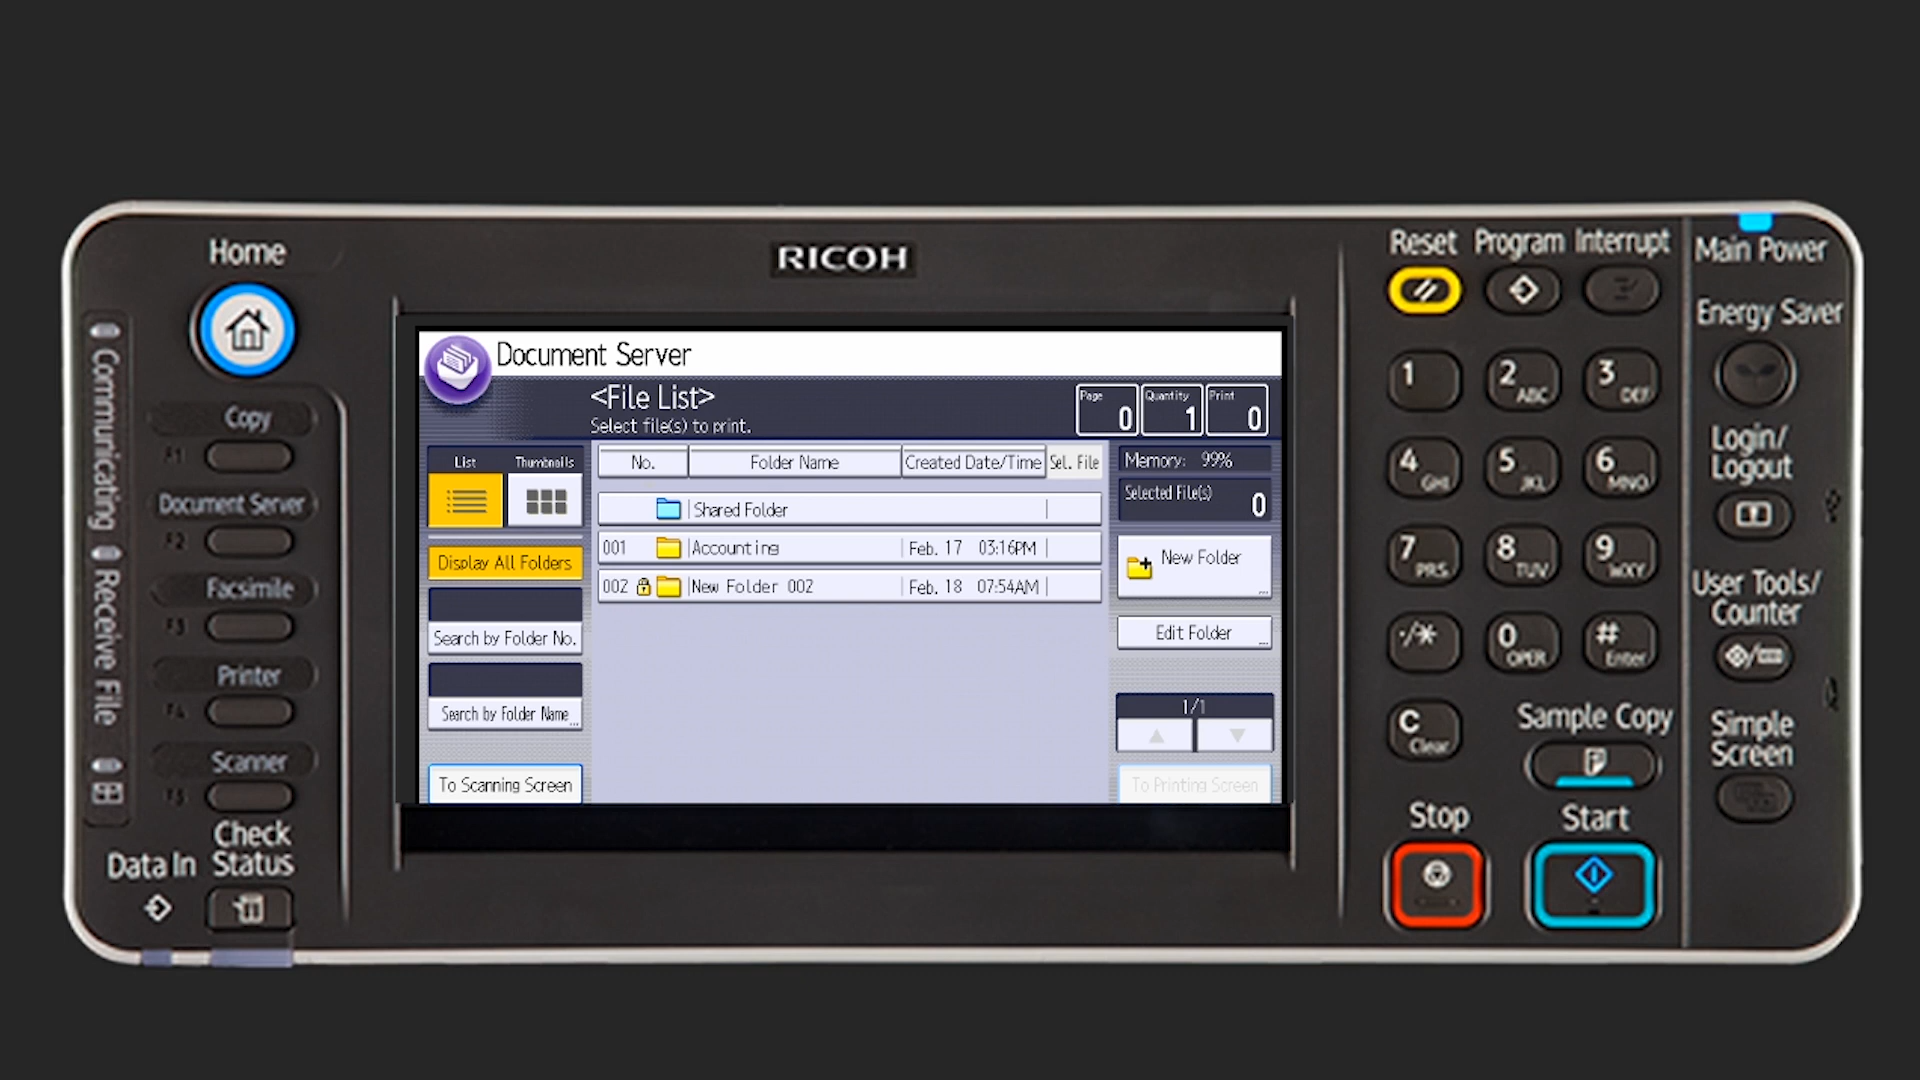 RICOH
Home
Communicating
Receive File
Copy
F1
Document Server
F2
Facsimile
F3
Printer
F4
Scanner
F5
Check
Status
Data In
Document Server
<File List>
Select file(s) to print.
Page
0
Quantity
1
Print
0
List
Thumbnails
Display All Folders
Search by Folder No.
Search by Folder Name
To Scanning Screen
No.
Folder Name
Created Date/Time
Sel. File
Shared Folder
001 Accounting Feb. 17 03:16PM
002 New Folder 002 Feb. 18 07:54AM
Memory: 99%
Selected File(s)
0
New Folder
Edit Folder
1/1
To Printing Screen
Reset
Program
Interrupt
1
2 ABC
3 DEF
4 GHI
5 JKL
6 MNO
7 PRS
8 TUV
9 WXY
·/*
0 OPER
# Enter
C Clear
Sample Copy
Stop
Start
Main Power
Energy Saver
Login/
Logout
User Tools/
Counter
Simple
Screen